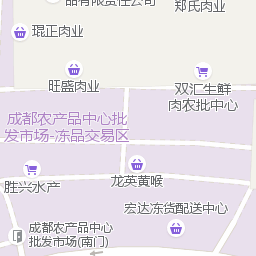 品有限责任公司
郑氏肉业
琨正肉业
旺盛肉业
双汇生鲜
肉农批中心
成都农产品中心批
发市场-冻品交易区
胜兴水产
龙英黄喉
宏达冻货配送中心
成都农产品中心
批发市场(南门)